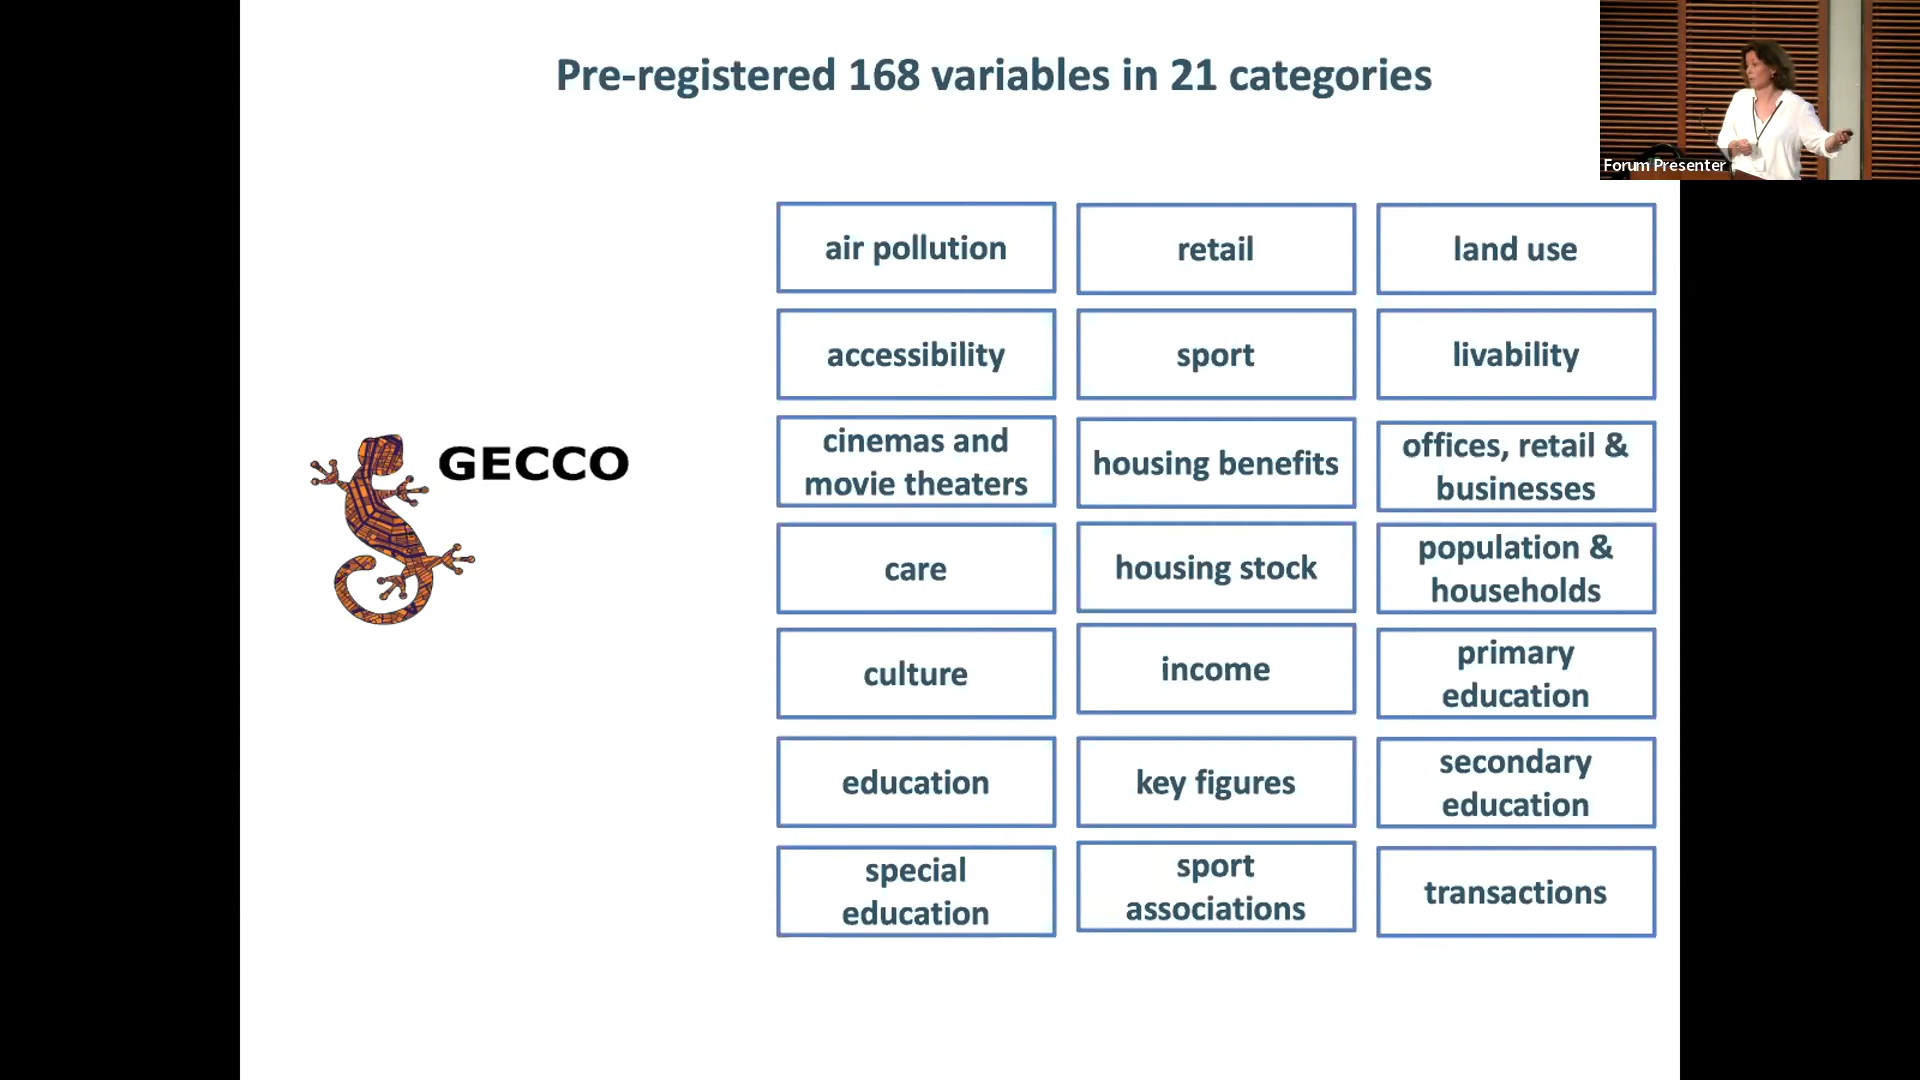 Pre-registered 168 variables in 21 categories
Forum Presenter
air pollution
retail
land use
accessibility
sport
livability
cinemas and
movie theaters
housing benefits
offices, retail &
businesses
GECCO
care
housing stock
population &
households
culture
income
primary
education
education
key figures
secondary
education
special
education
sport
associations
transactions